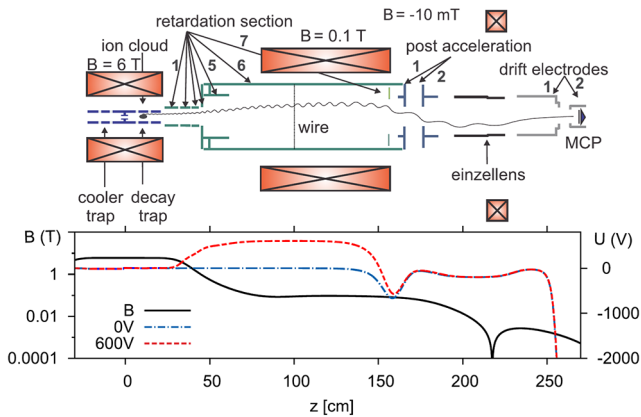 retardation section
B = -10 mT
ion cloud
7
B = 0.1 T
B = 6 T
post acceleration
1
5
6
1
2
drift electrodes
1
2
wire
MCP
einzellens
cooler
trap
decay
trap
B (T)
U (V)
1
0.01
0.0001
B
0V
600V
0
-1000
-2000
0
50
100
150
200
250
z [cm]